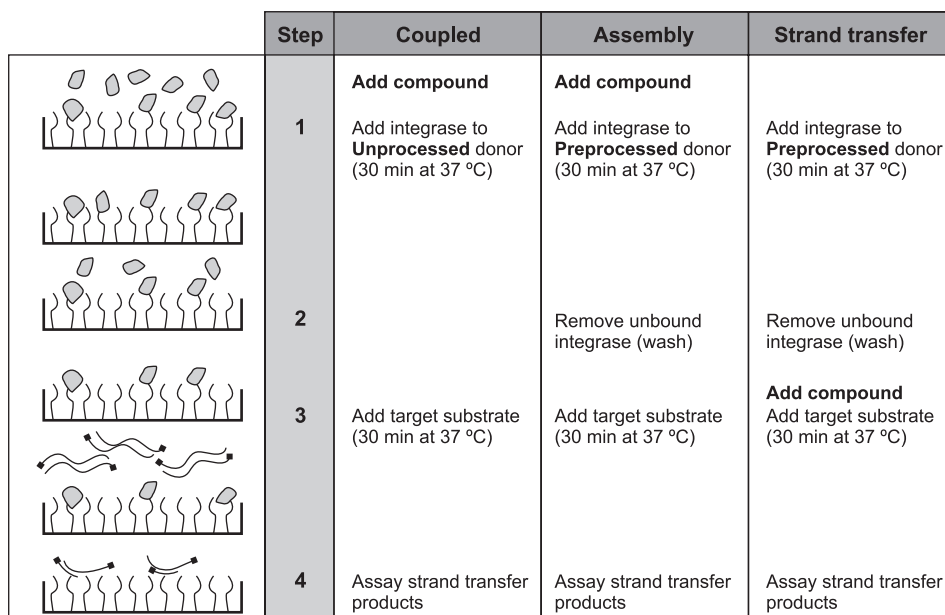 Step Coupled Assembly Strand transfer
Add compound Add compound
1 Add integrase to Add integrase to Add integrase to
Unprocessed donor Preprocessed donor Preprocessed donor
(30 min at 37 ºC) (30 min at 37 ºC) (30 min at 37 ºC)
2 Remove unbound Remove unbound
integrase (wash) integrase (wash)
Add compound
3 Add target substrate Add target substrate Add target substrate
(30 min at 37 ºC) (30 min at 37 ºC) (30 min at 37 ºC)
4 Assay strand transfer Assay strand transfer Assay strand transfer
products products products